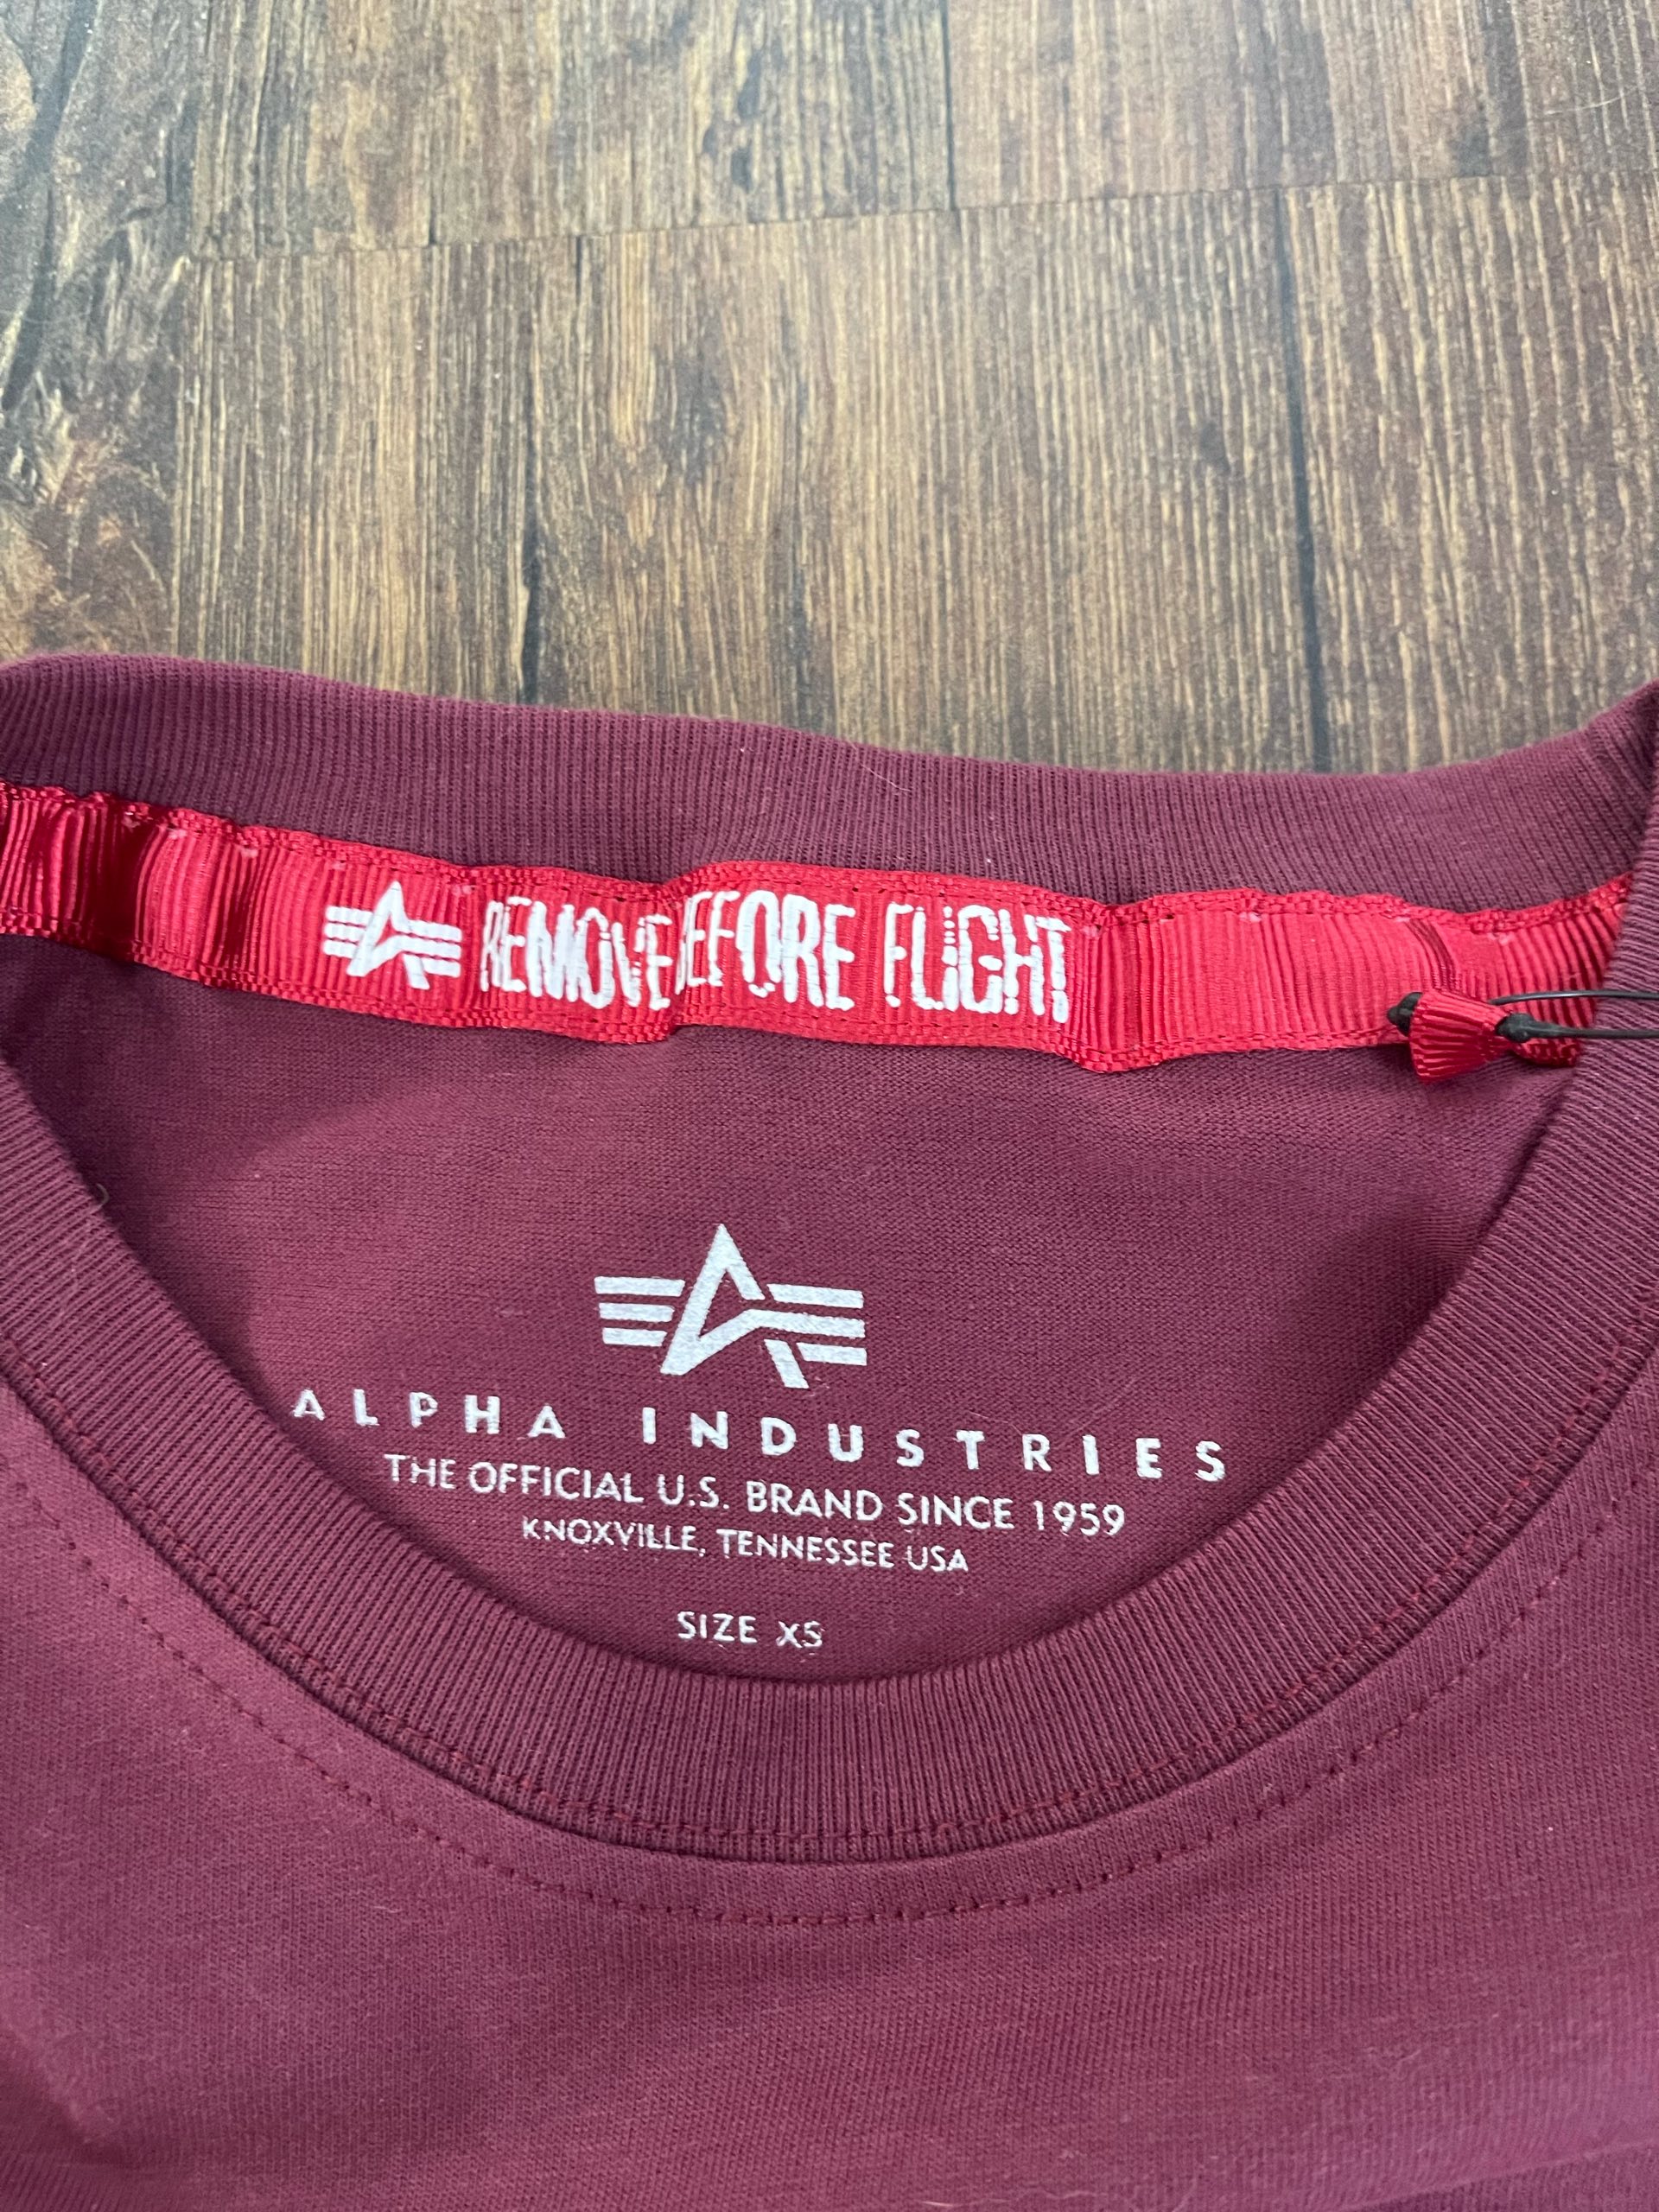 REMOVE BEFORE FLIGHT
ALPHA INDUSTRIES
THE OFFICIAL U.S. BRAND SINCE 1959
KNOXVILLE, TENNESSEE USA
SIZE XS